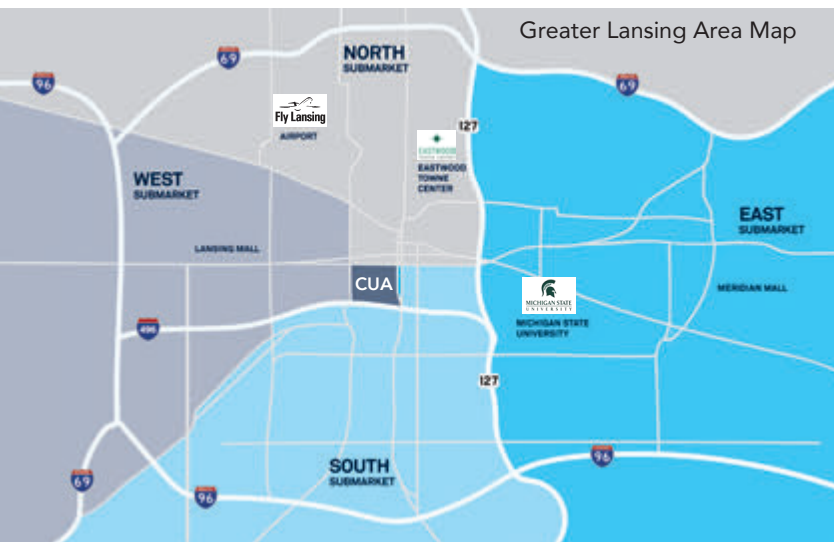 Greater Lansing Area Map
NORTH
SUBMARKET
69
96
69
Fly Lansing
AIRPORT
127
EASTWOOD
TOWNE CENTER
EASTWOOD
TOWNE
CENTER
WEST
SUBMARKET
EAST
SUBMARKET
LANSING MALL
CUA
MICHIGAN STATE
UNIVERSITY
MERIDIAN MALL
MICHIGAN STATE
UNIVERSITY
496
127
SOUTH
SUBMARKET
96
69
96